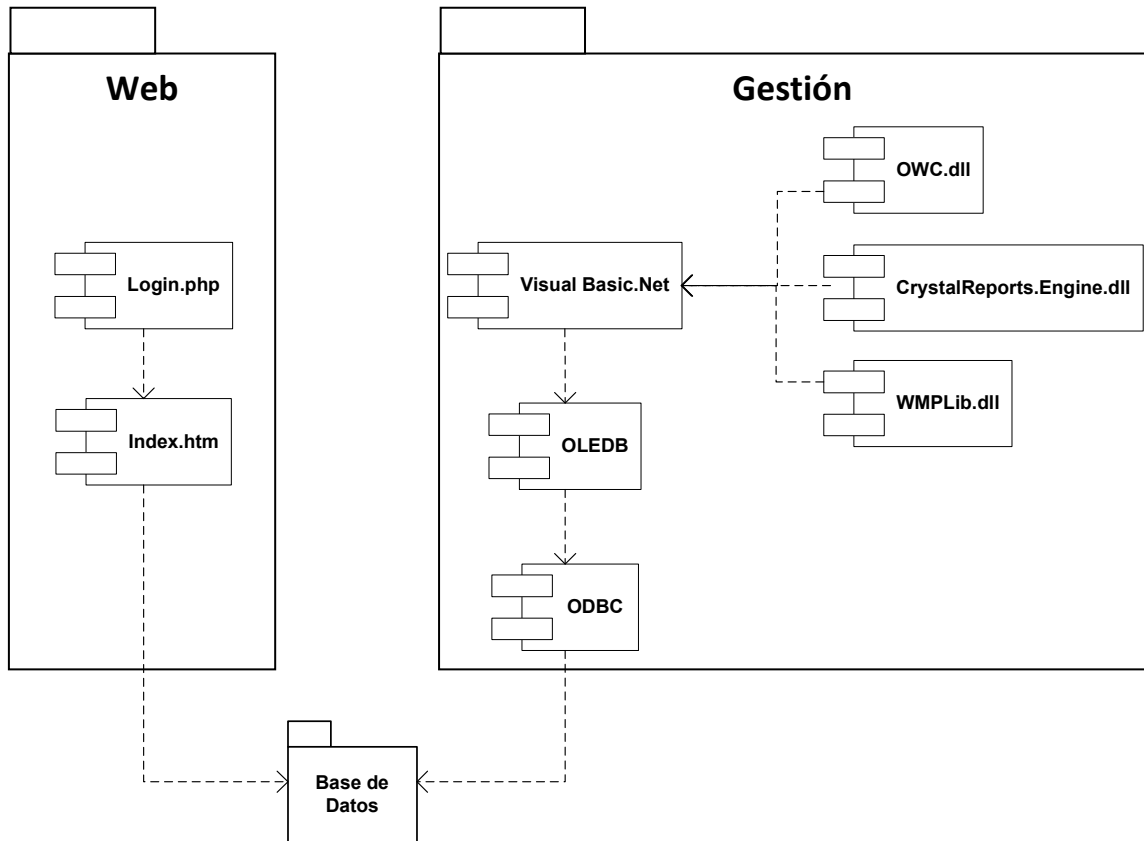 Web
Login.php
Index.htm
Gestión
OWC.dll
Visual Basic.Net
CrystalReports.Engine.dll
WMPLib.dll
OLEDB
ODBC
Base de
Datos